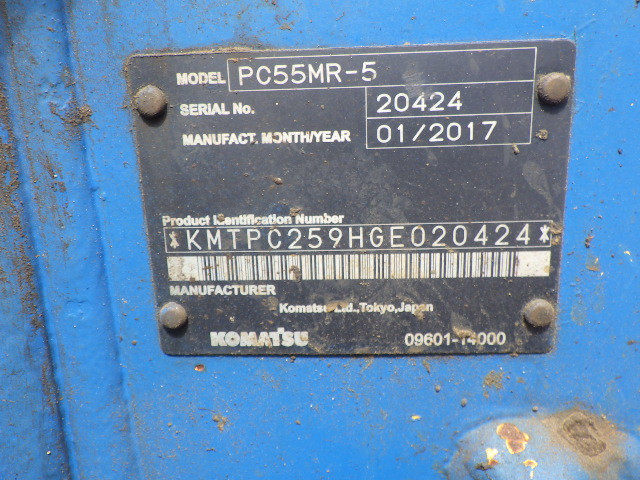 MODEL PC55MR-5
SERIAL No. 20424
MANUFACT. MONTH/YEAR 01/2017
Product Identification Number
*KMTPC259HGE020424*
MANUFACTURER
Komatsu Ltd.,Tokyo,Japan
KOMATSU 09601-14000